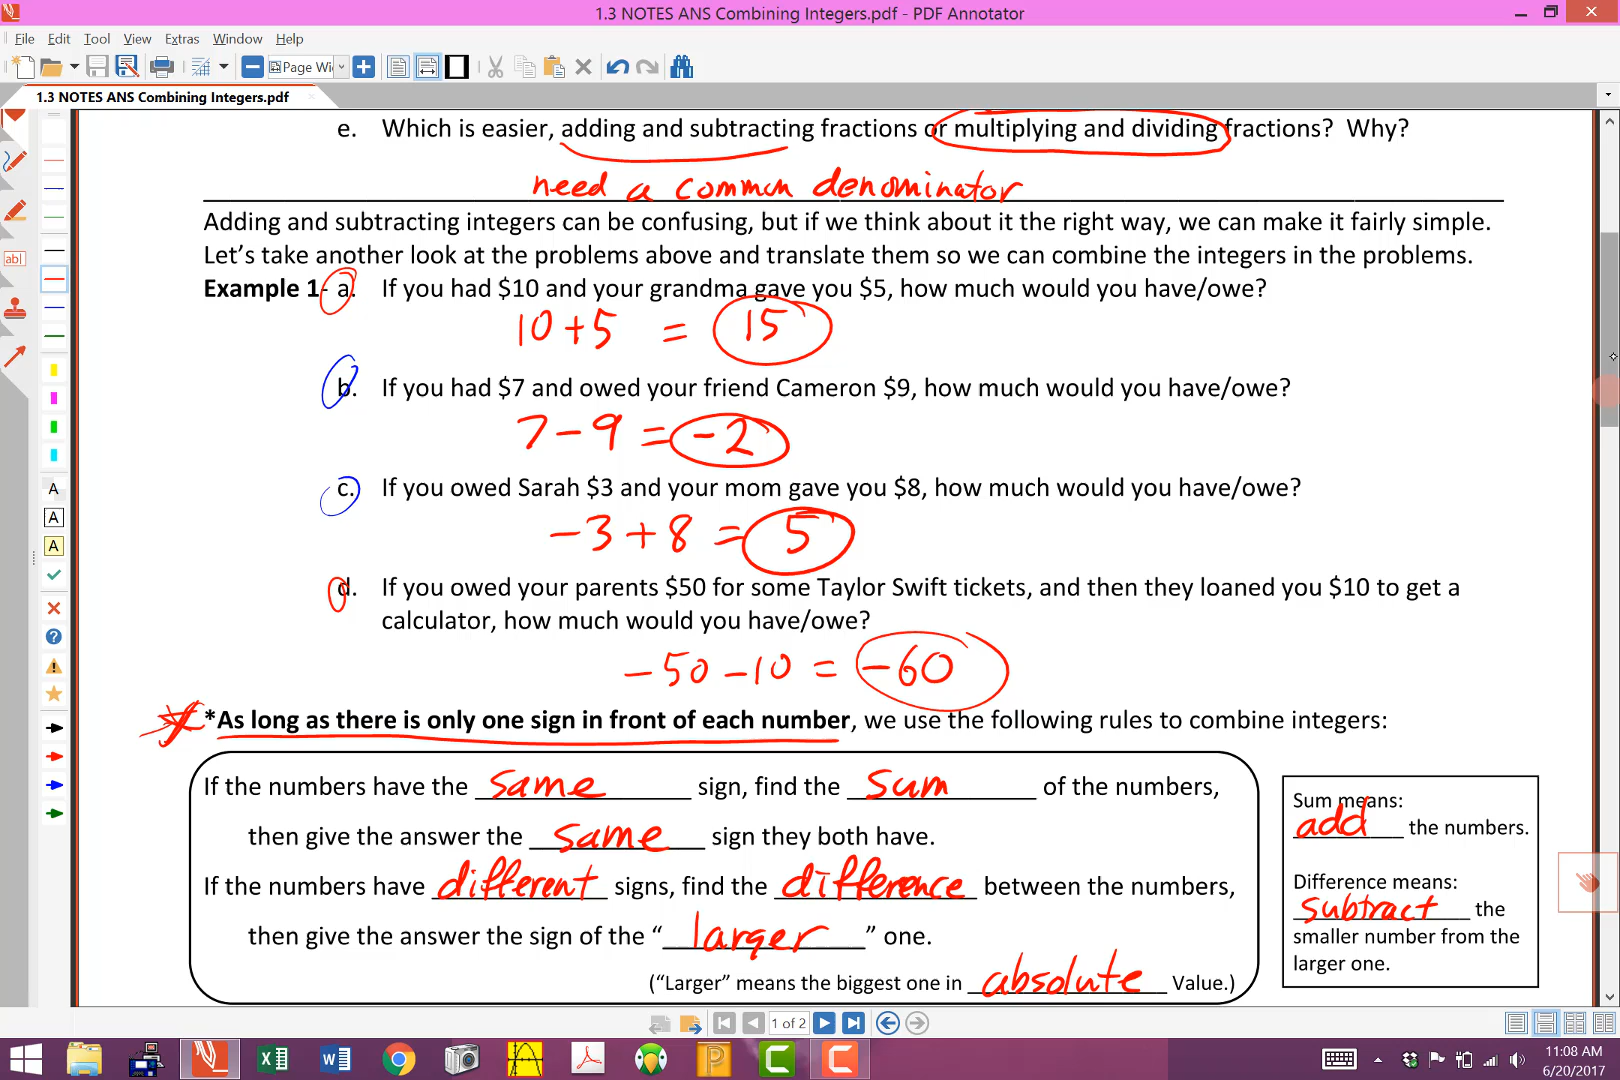 1.3 NOTES ANS Combining Integers.pdf - PDF Annotator
File Edit Tool View Extras Window Help
Page Wi
1.3 NOTES ANS Combining Integers.pdf
e. Which is easier, adding and subtracting fractions or multiplying and dividing fractions? Why?
need a common denominator
Adding and subtracting integers can be confusing, but if we think about it the right way, we can make it fairly simple.
Let's take another look at the problems above and translate them so we can combine the integers in the problems.
Example 1- a. If you had $10 and your grandma gave you $5, how much would you have/owe?
10 + 5 = 15
b. If you had $7 and owed your friend Cameron $9, how much would you have/owe?
7 - 9 = -2
c. If you owed Sarah $3 and your mom gave you $8, how much would you have/owe?
-3 + 8 = 5
d. If you owed your parents $50 for some Taylor Swift tickets, and then they loaned you $10 to get a
calculator, how much would you have/owe?
-50 -10 = -60
*As long as there is only one sign in front of each number, we use the following rules to combine integers:
If the numbers have the same sign, find the sum of the numbers,
then give the answer the same sign they both have.
If the numbers have different signs, find the difference between the numbers,
then give the answer the sign of the "larger" one.
("Larger" means the biggest one in absolute Value.)
Sum means:
add the numbers.
Difference means:
subtract the
smaller number from the
larger one.
ab|
A
A
A
1 of 2
11:08 AM
6/20/2017